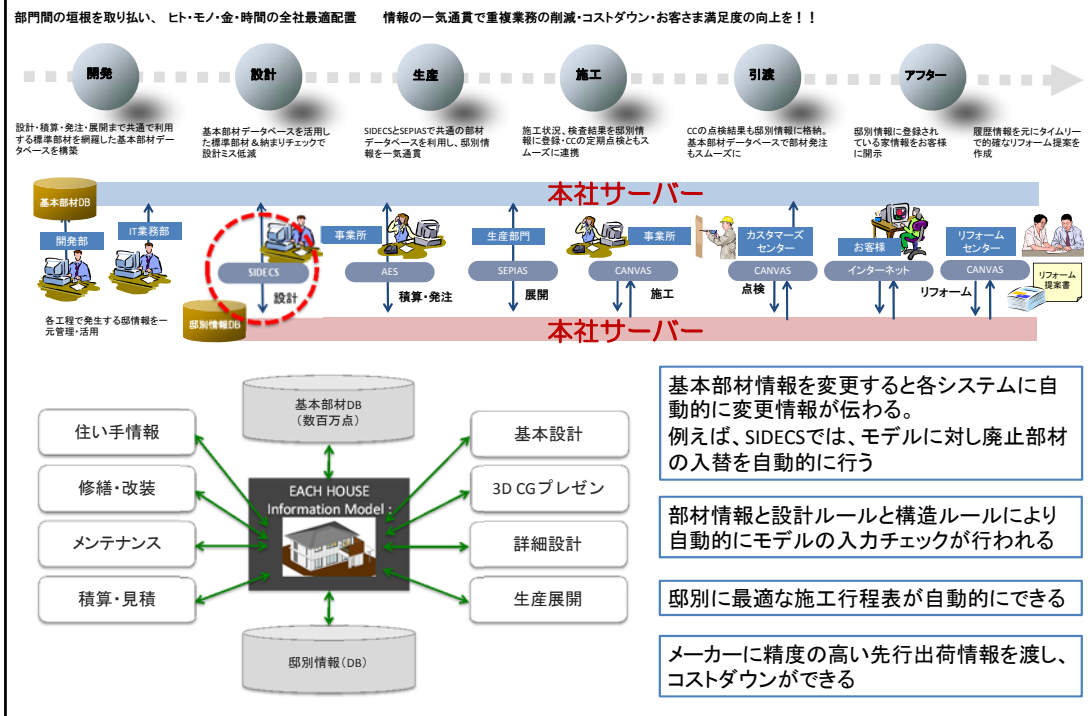 部門間の垣根を取り払い、 ヒト・モノ・金・時間の全社最適配置 情報の一気通貫で重複業務の削減・コストダウン・お客さま満足度の向上を！！
開発
設計
生産
施工
引渡
アフター
設計・積算・発注・展開まで共通で利用
する標準部材を網羅した基本部材デー
タベースを構築
基本部材データベースを活用し
た標準部材＆納まりチェックで
設計ミス低減
SIDECSとSEPIASで共通の部材
データベースを利用し、邸別情
報を一気通貫
施工状況、検査結果を邸別情
報に登録・CCの定期点検ともス
ムーズに連携
CCの点検結果も邸別情報に格納。
基本部材データベースで部材発注
もスムーズに
邸別情報に登録され
ている家情報をお客様
に開示
履歴情報を元にタイムリー
で的確なリフォーム提案を
作成
本社サーバー
基本部材DB
開発部
IT業務部
事業所
生産部門
事業所
カスタマーズ
センター
お客様
リフォーム
センター
SIDECS
AES
SEPIAS
CANVAS
CANVAS
インターネット
CANVAS
リフォーム
提案書
設計
積算・発注
展開
施工
点検
リフォーム
各工程で発生する邸情報を一
元管理・活用
邸別情報DB
本社サーバー
基本部材DB
（数百万点）
住い手情報
修繕・改装
メンテナンス
積算・見積
EACH HOUSE
Information Model :
基本設計
3D CGプレゼン
詳細設計
生産展開
邸別情報（DB）
基本部材情報を変更すると各システムに自
動的に変更情報が伝わる。
例えば、SIDECSでは、モデルに対し廃止部材
の入替を自動的に行う
部材情報と設計ルールと構造ルールにより
自動的にモデルの入力チェックが行われる
邸別に最適な施工行程表が自動的にできる
メーカーに精度の高い先行出荷情報を渡し、
コストダウンができる